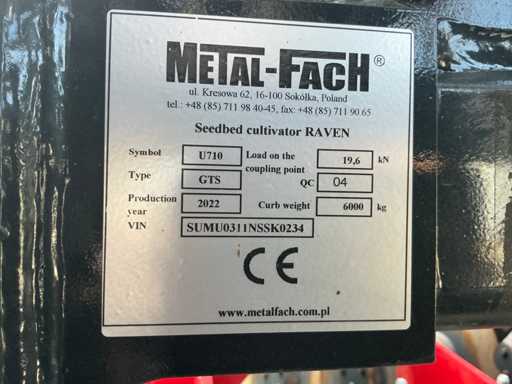 METAL-FACH®
ul. Kresowa 62, 16-100 Sokółka, Poland
tel.: +48 (85) 711 98 40-45, fax: +48 (85) 711 90 65
Seedbed cultivator RAVEN
Symbol U710 Load on the coupling point 19,6 kN
Type GTS QC 04
Production year 2022 Curb weight 6000 kg
VIN SUMU0311NSSK0234
CE
www.metalfach.com.pl